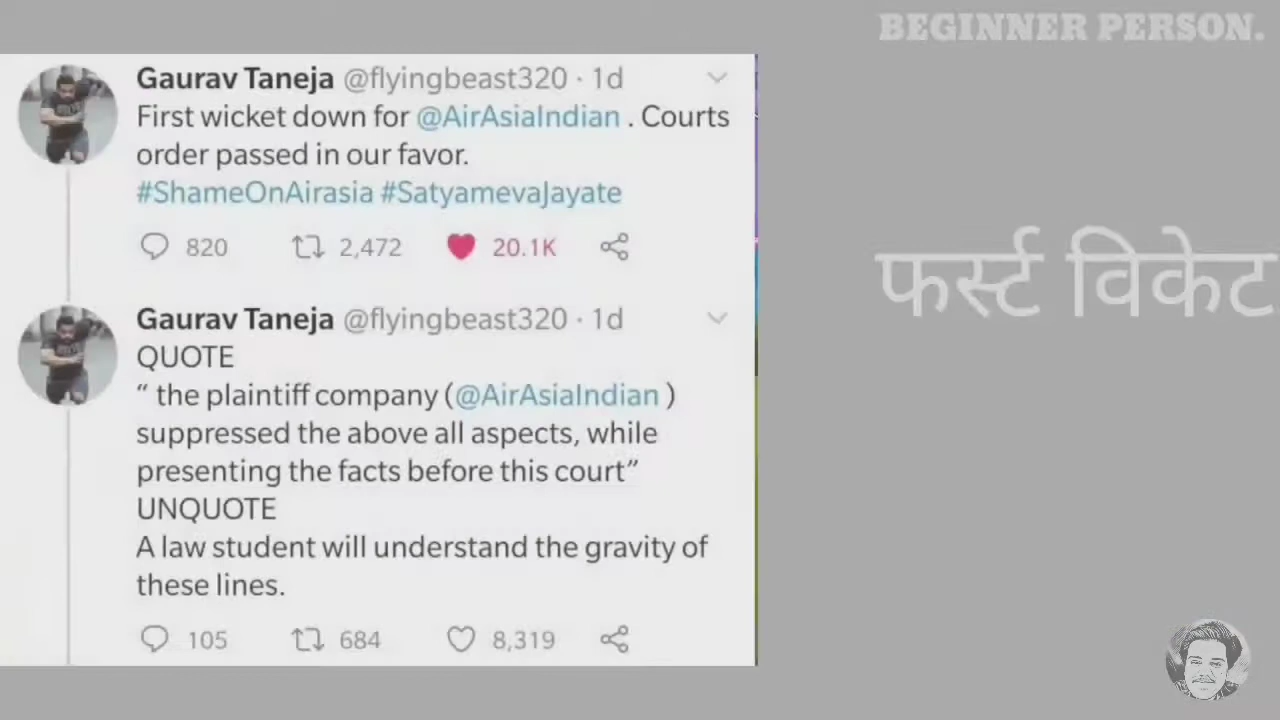 BEGINNER PERSON.
Gaurav Taneja @flyingbeast320 · 1d
First wicket down for @AirAsiaIndian . Courts
order passed in our favor.
#ShameOnAirasia #SatyamevaJayate
820 2,472 20.1K
फर्स्ट विकेट
Gaurav Taneja @flyingbeast320 · 1d
QUOTE
“ the plaintiff company (@AirAsiaIndian )
suppressed the above all aspects, while
presenting the facts before this court”
UNQUOTE
A law student will understand the gravity of
these lines.
105 684 8,319